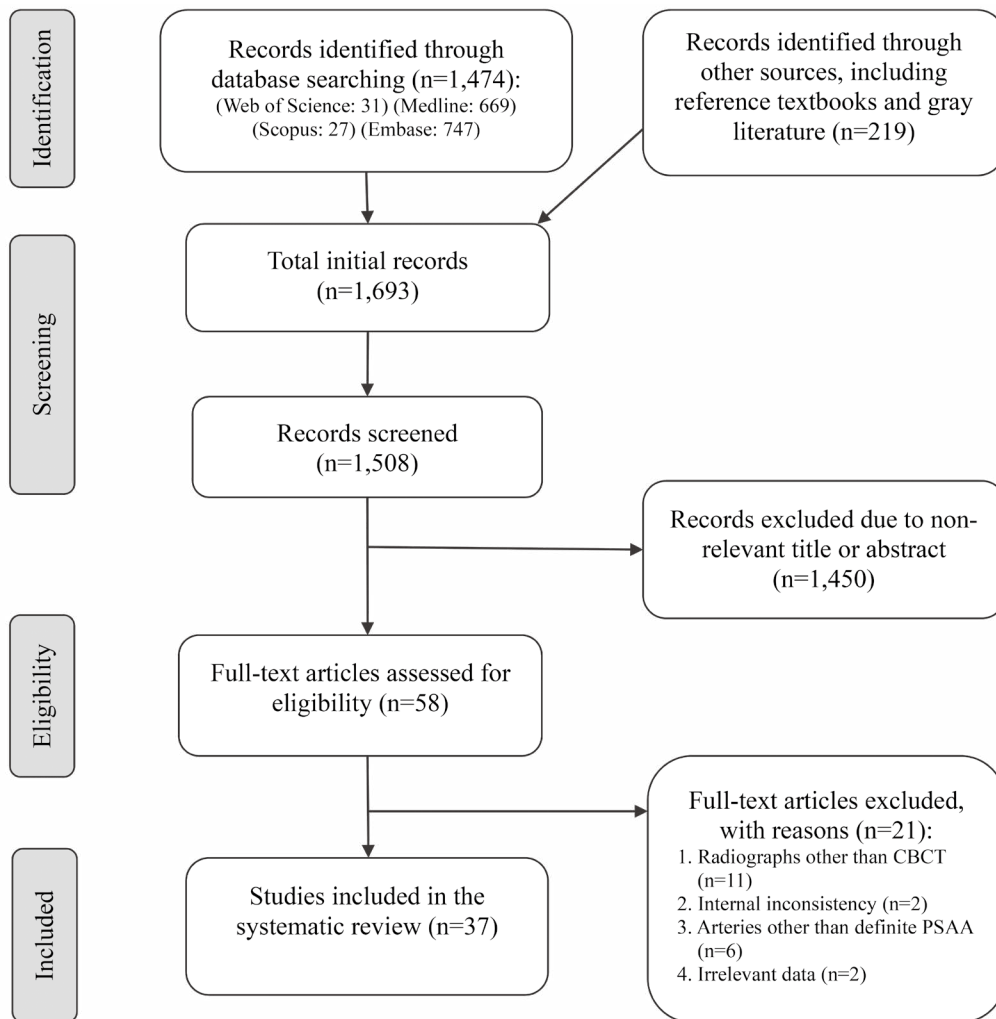 Identification
Records identified through
database searching (n=1,474):
(Web of Science: 31) (Medline: 669)
(Scopus: 27) (Embase: 747)
Records identified through
other sources, including
reference textbooks and gray
literature (n=219)
Screening
Total initial records
(n=1,693)
Records screened
(n=1,508)
Records excluded due to non-
relevant title or abstract
(n=1,450)
Eligibility
Full-text articles assessed for
eligibility (n=58)
Full-text articles excluded,
with reasons (n=21):
1. Radiographs other than CBCT
(n=11)
2. Internal inconsistency (n=2)
3. Arteries other than definite PSAA
(n=6)
4. Irrelevant data (n=2)
Included
Studies included in the
systematic review (n=37)